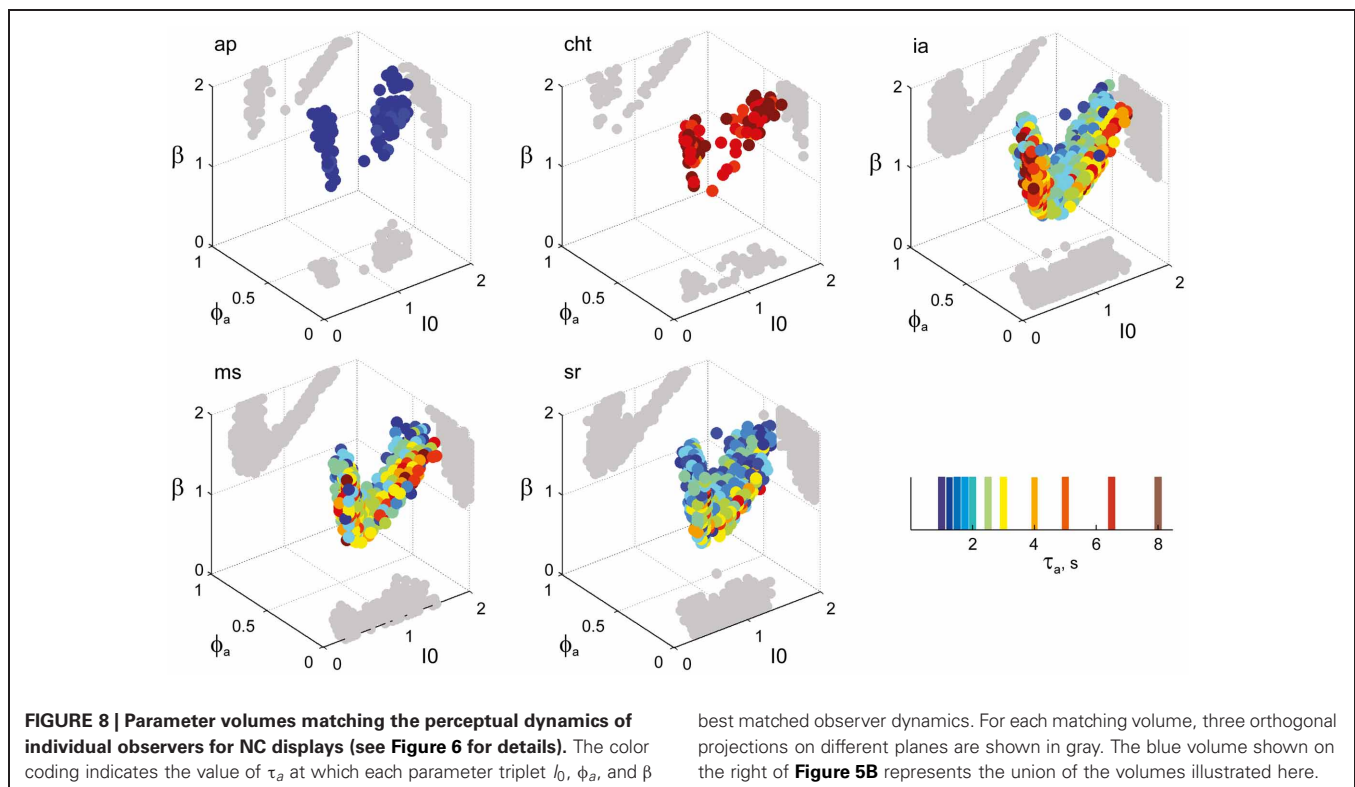 ap
2
β
1
0
1
0.5
ϕa
0
0
1
I0
2
cht
2
β
1
0
1
0.5
ϕa
0
0
1
I0
2
ia
2
β
1
0
1
0.5
ϕa
0
0
1
I0
2
ms
2
β
1
0
1
0.5
ϕa
0
0
1
I0
2
sr
2
β
1
0
1
0.5
ϕa
0
0
1
I0
2
2 4 6 8
τa, s
FIGURE 8 | Parameter volumes matching the perceptual dynamics of
individual observers for NC displays (see Figure 6 for details). The color
coding indicates the value of τa at which each parameter triplet I0, ϕa, and β
best matched observer dynamics. For each matching volume, three orthogonal
projections on different planes are shown in gray. The blue volume shown on
the right of Figure 5B represents the union of the volumes illustrated here.